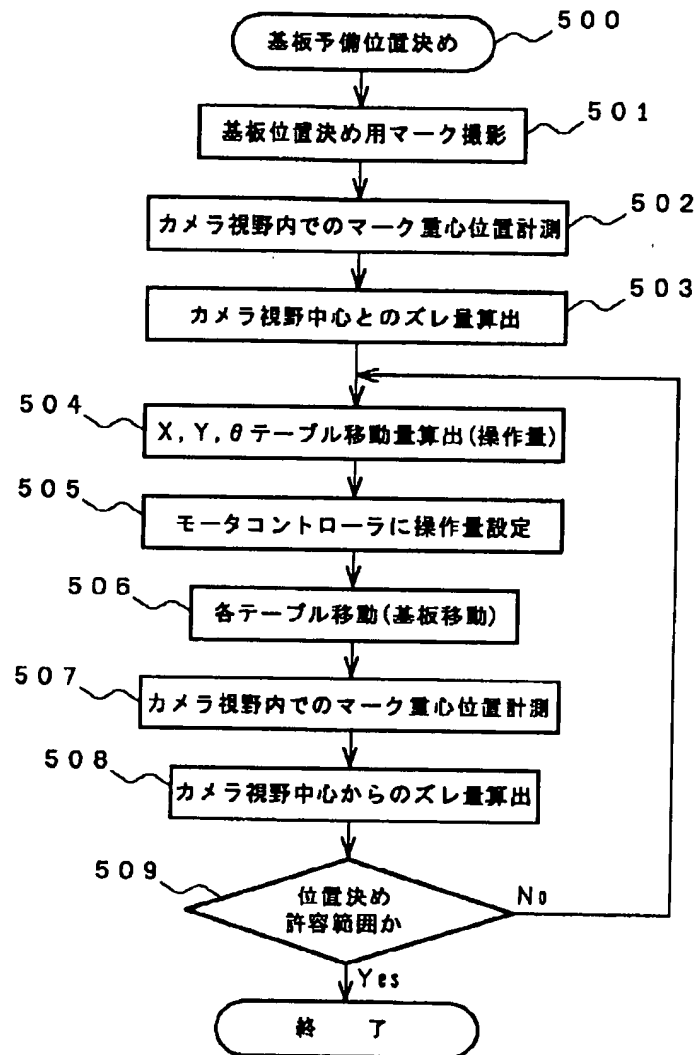 基板予備位置決め
500
基板位置決め用マーク撮影
501
カメラ視野内でのマーク重心位置計測
502
カメラ視野中心とのズレ量算出
503
504
X, Y, θテーブル移動量算出(操作量)
505
モータコントローラに操作量設定
506
各テーブル移動(基板移動)
507
カメラ視野内でのマーク重心位置計測
508
カメラ視野中心からのズレ量算出
509
位置決め
許容範囲か
No
Yes
終 了